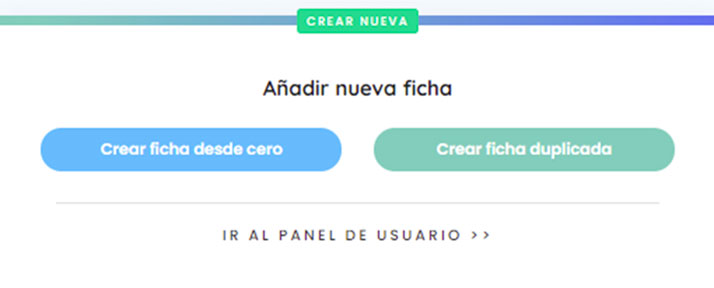 CREAR NUEVA
Añadir nueva ficha
Crear ficha desde cero
Crear ficha duplicada
IR AL PANEL DE USUARIO >>